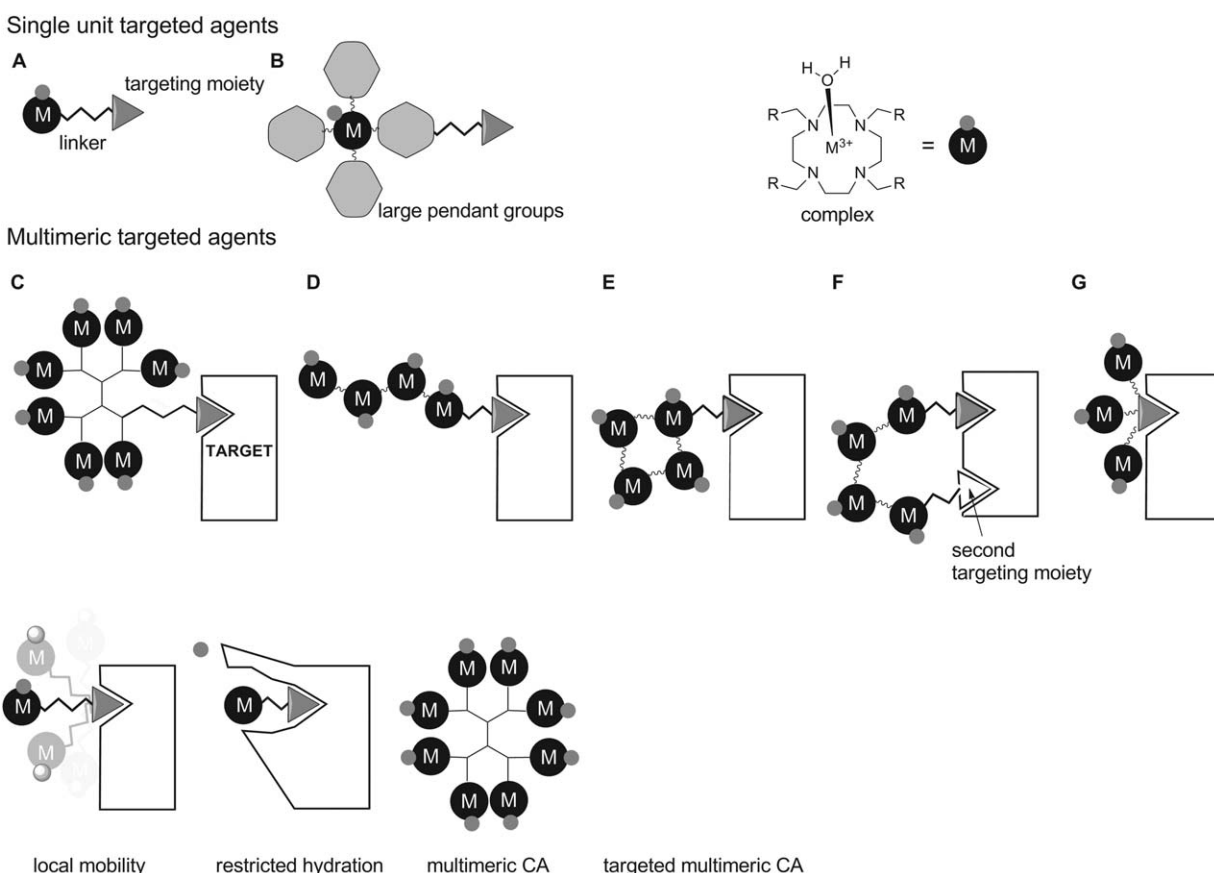 Single unit targeted agents
A
B
targeting moiety
M
linker
M
large pendant groups
H H
O
R R
N N
M3+
N N
R R
complex
=
M
Multimeric targeted agents
C
D
E
F
G
M M
M M
M
M M
TARGET
M
M
M
M
M
M
M
M
M
M
M
M
second
targeting moiety
M
M
M
M
M
M
M
M
M
M M
M M
M M
M M
local mobility
restricted hydration
multimeric CA
targeted multimeric CA